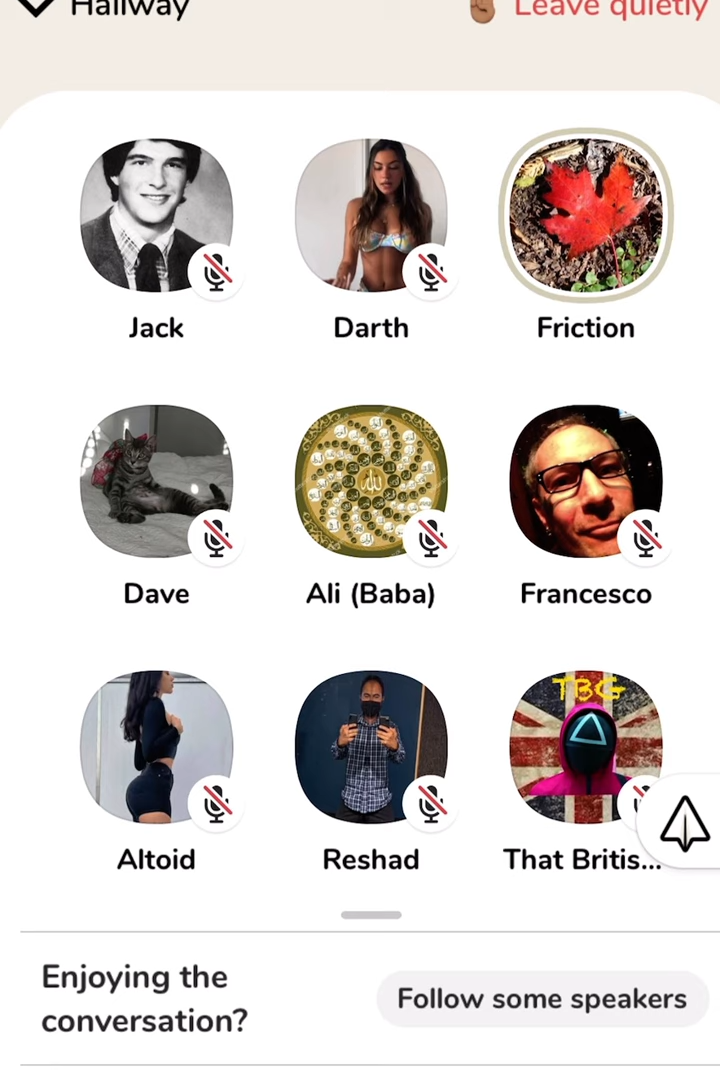 Hallway
Leave quietly
Jack
Darth
Friction
Dave
Ali (Baba)
Francesco
TBG
Altoid
Reshad
That Britis...
Enjoying the
conversation?
Follow some speakers